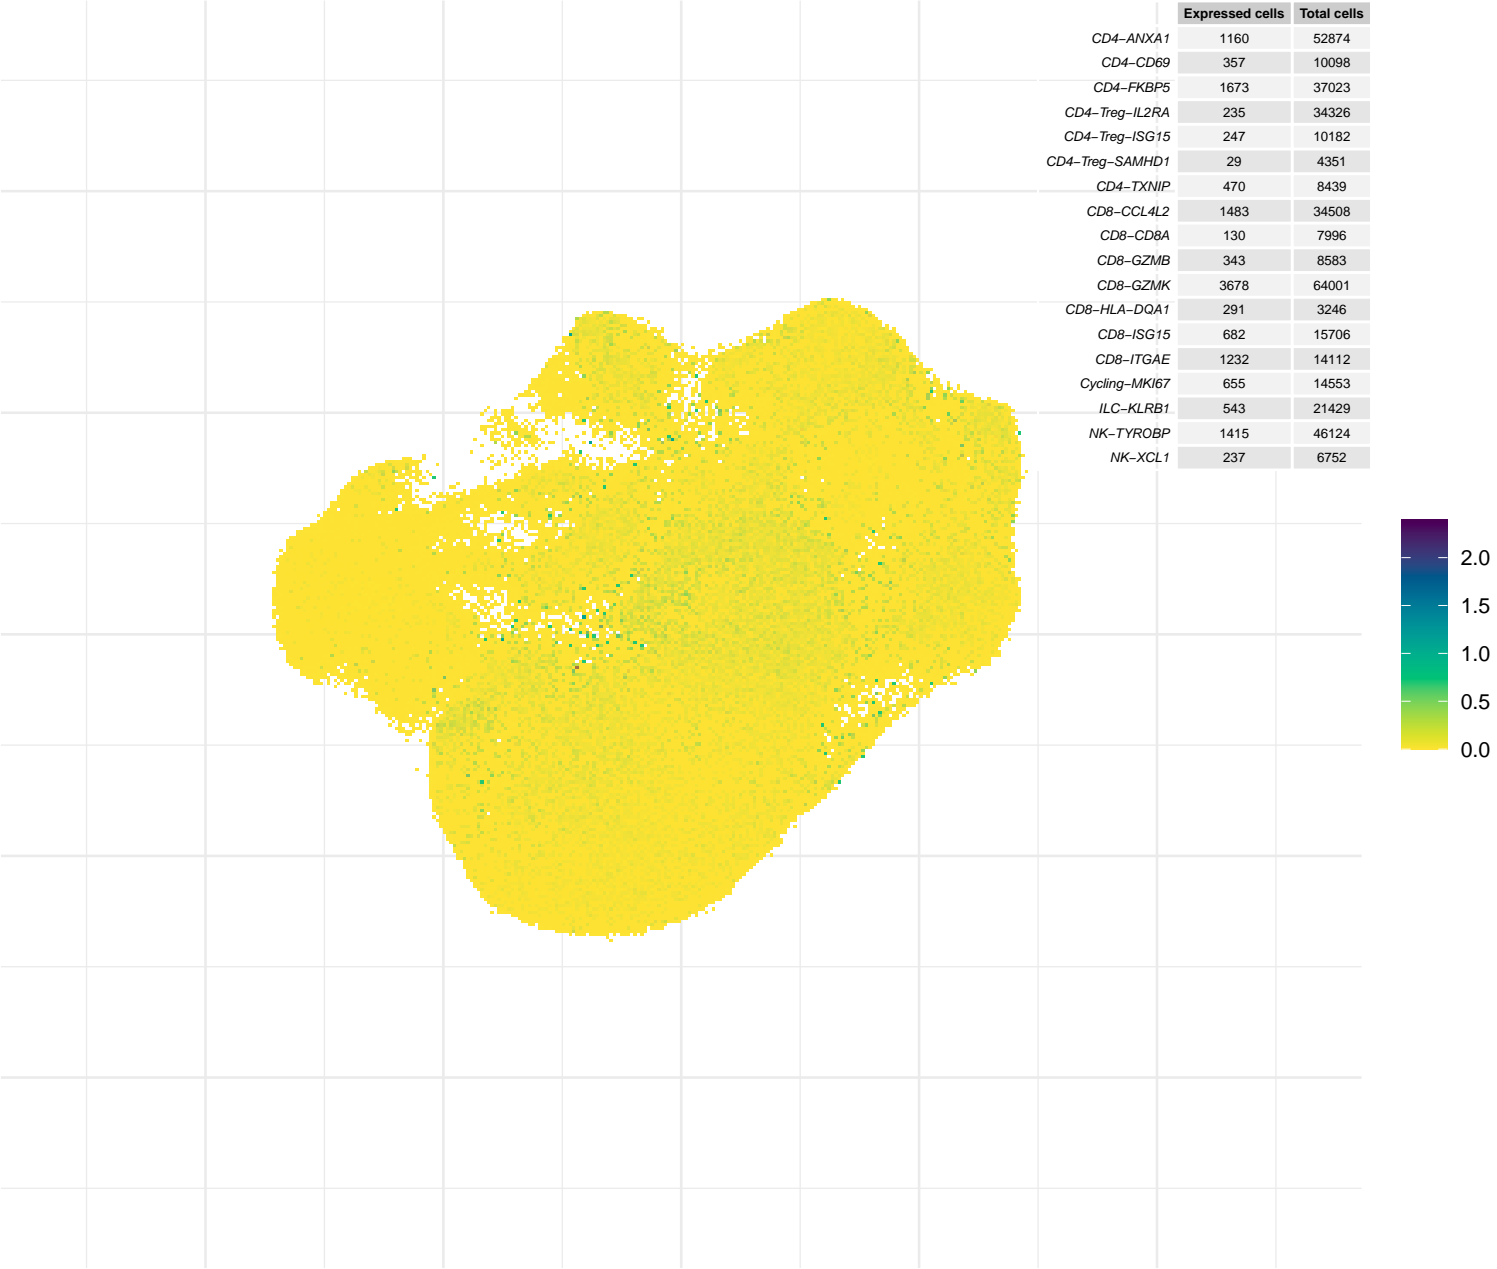 Expressed cells Total cells
CD4−ANXA1 1160 52874
CD4−CD69 357 10098
CD4−FKBP5 1673 37023
CD4−Treg−IL2RA 235 34326
CD4−Treg−ISG15 247 10182
CD4−Treg−SAMHD1 29 4351
CD4−TXNIP 470 8439
CD8−CCL4L2 1483 34508
CD8−CD8A 130 7996
CD8−GZMB 343 8583
CD8−GZMK 3678 64001
CD8−HLA−DQA1 291 3246
CD8−ISG15 682 15706
CD8−ITGAE 1232 14112
Cycling−MKI67 655 14553
ILC−KLRB1 543 21429
NK−TYROBP 1415 46124
NK−XCL1 237 6752
2.0
1.5
1.0
0.5
0.0